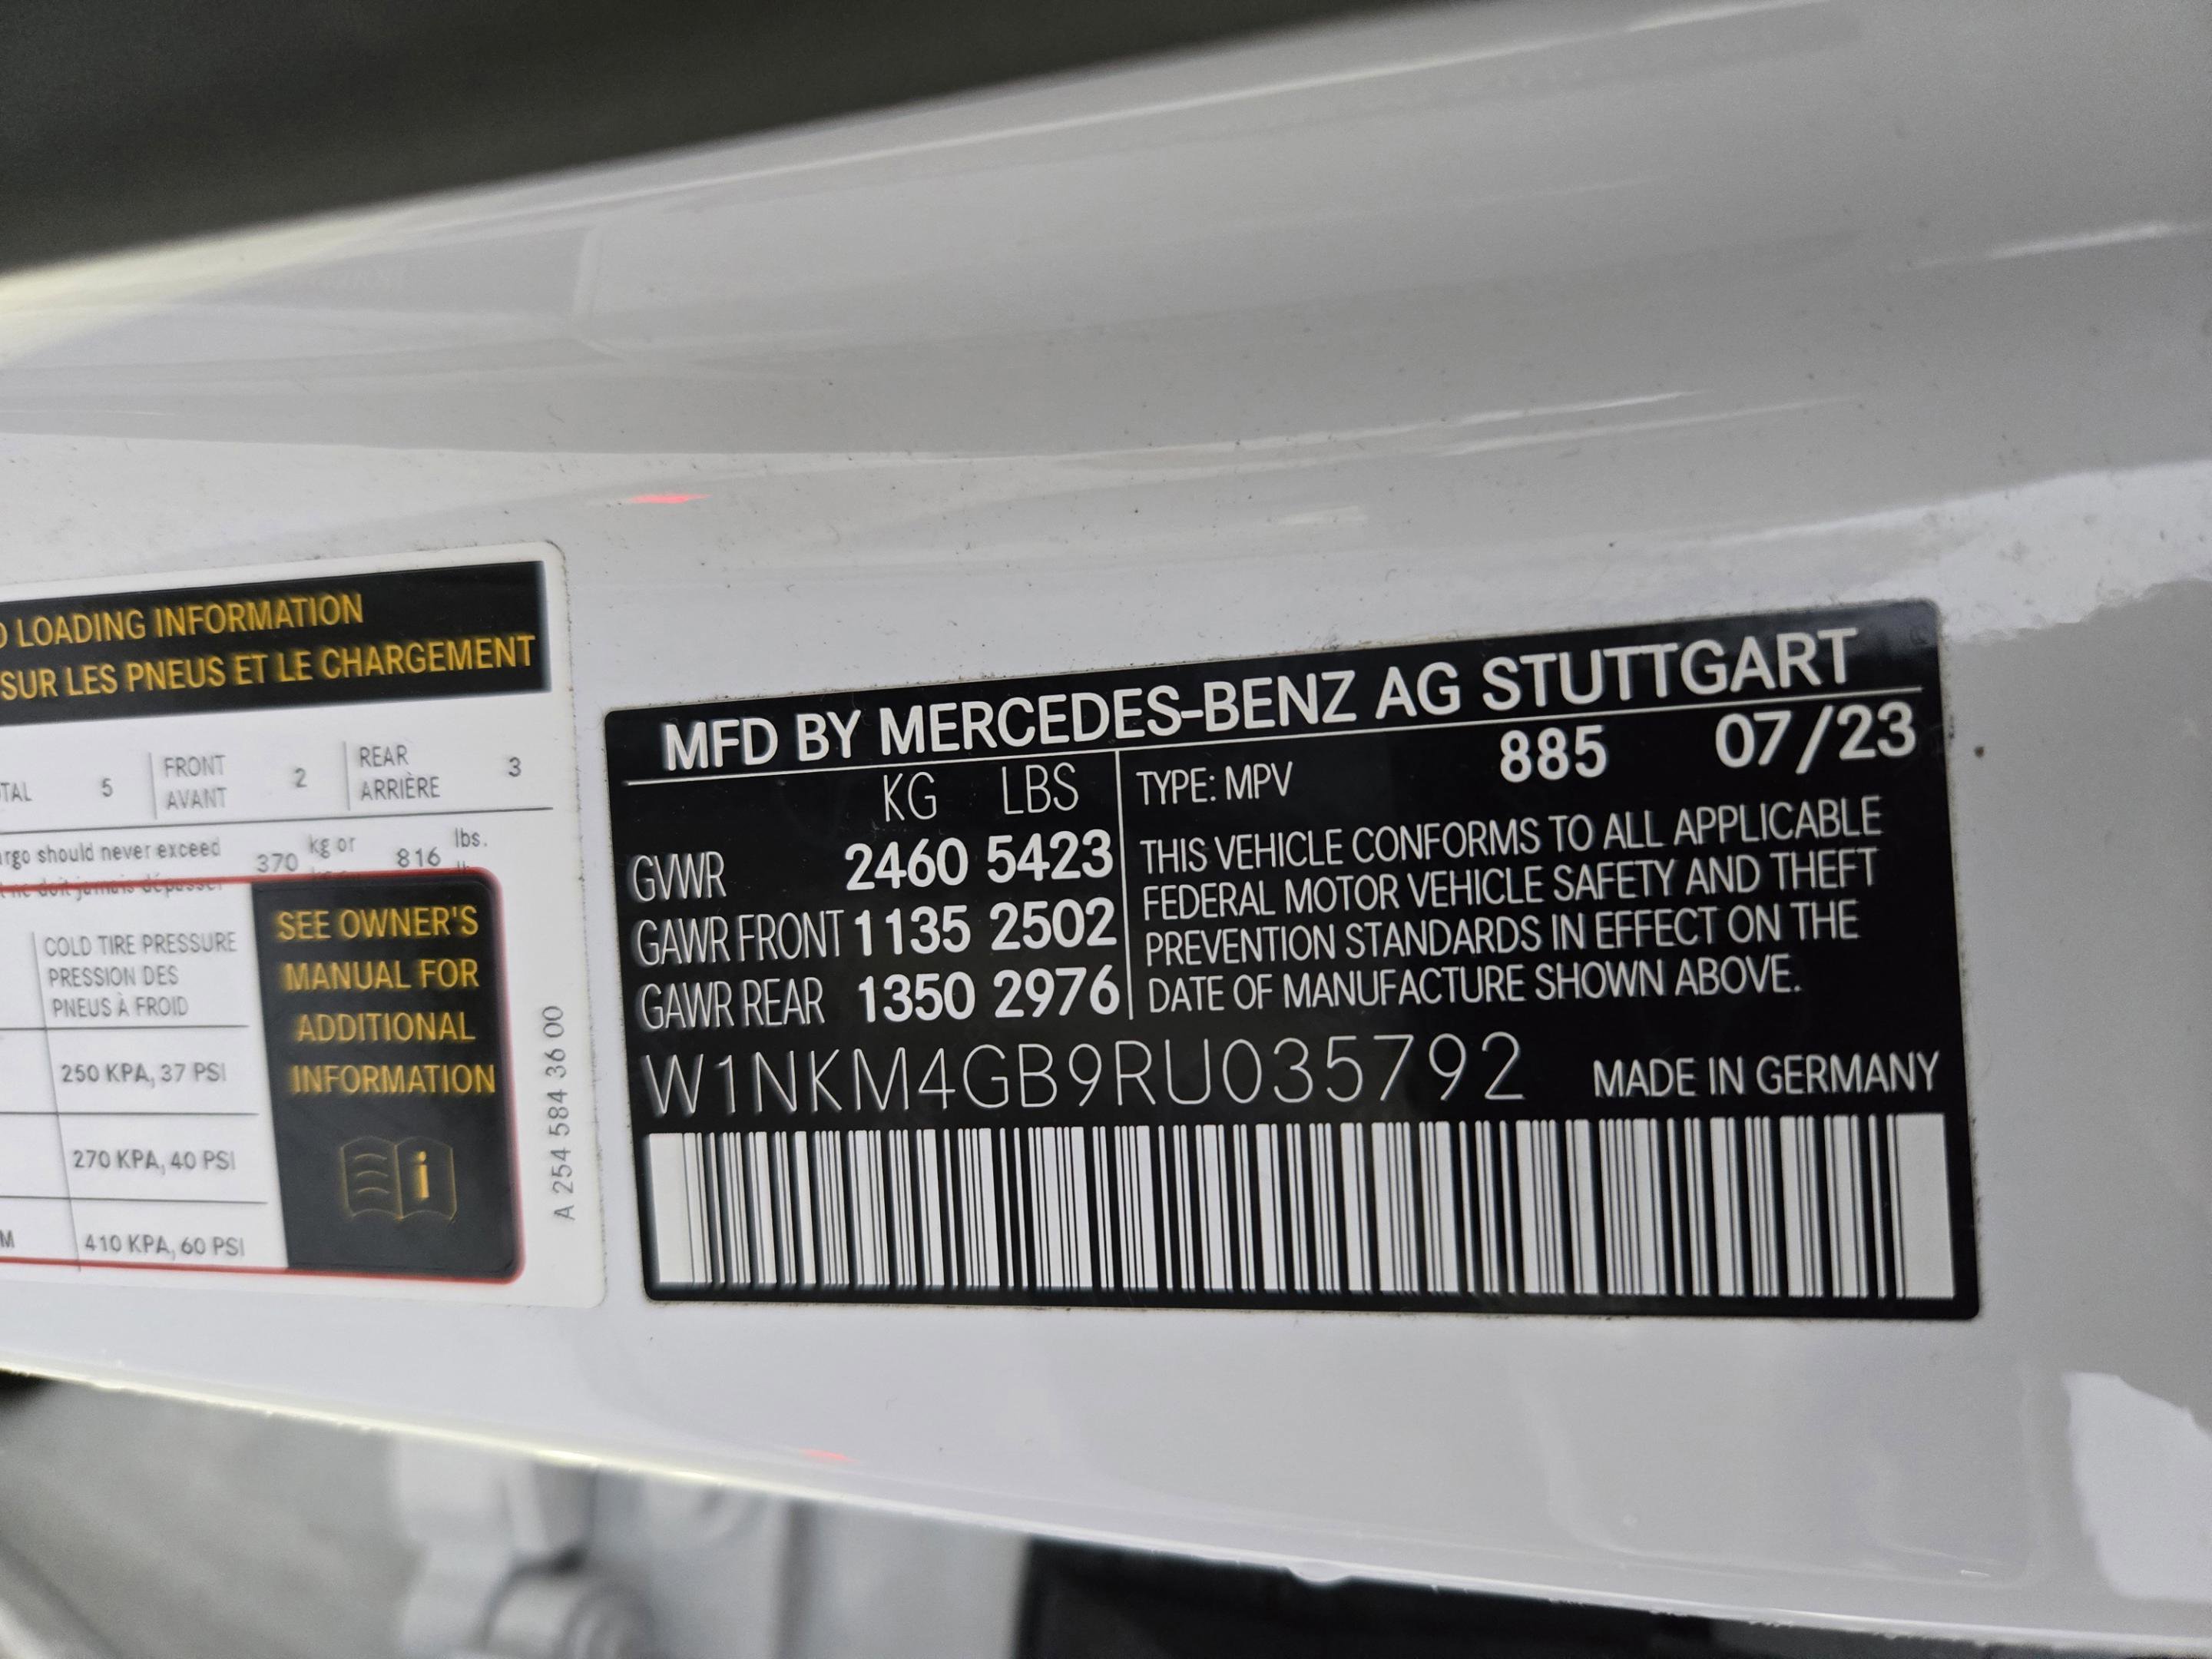 LOADING INFORMATION
SUR LES PNEUS ET LE CHARGEMENT
5 FRONT 2 REAR 3
AVANT ARRIÈRE
should never exceed 370 kg or 816 lbs.
ne doit jamais dépasser
COLD TIRE PRESSURE
PRESSION DES
PNEUS À FROID
250 KPA, 37 PSI
270 KPA, 40 PSI
410 KPA, 60 PSI
SEE OWNER'S
MANUAL FOR
ADDITIONAL
INFORMATION
i
A 254 584 36 00
MFD BY MERCEDES-BENZ AG STUTTGART
KG LBS
GVWR 2460 5423
GAWR FRONT 1135 2502
GAWR REAR 1350 2976
TYPE: MPV 885 07/23
THIS VEHICLE CONFORMS TO ALL APPLICABLE
FEDERAL MOTOR VEHICLE SAFETY AND THEFT
PREVENTION STANDARDS IN EFFECT ON THE
DATE OF MANUFACTURE SHOWN ABOVE.
W1NKM4GB9RU035792 MADE IN GERMANY